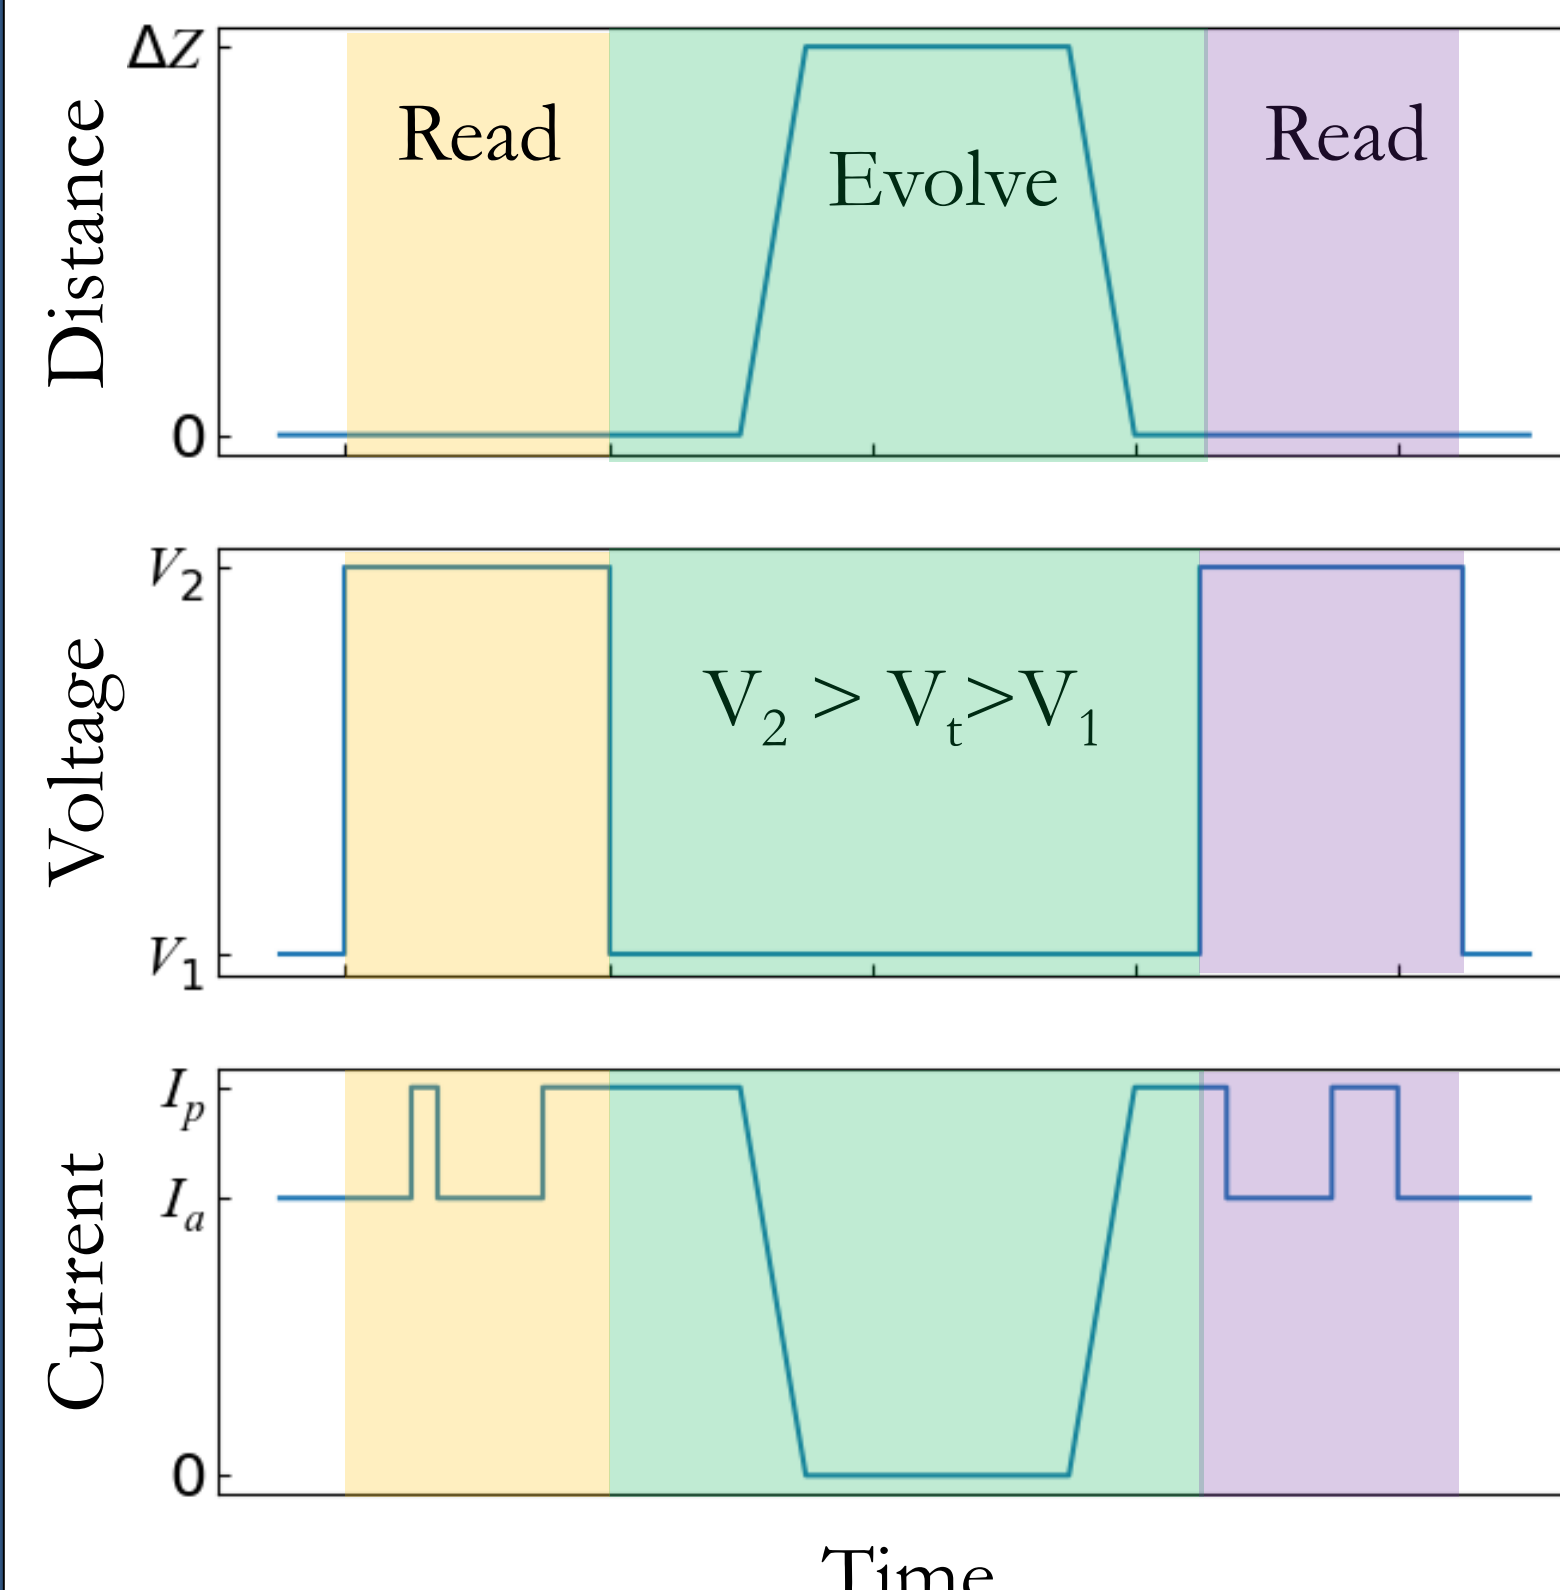 ΔZ
Read
Evolve
Read
Distance
0
V₂
V₂ > Vₜ>V₁
Voltage
V₁
Iₚ
Iₐ
Current
0
Time